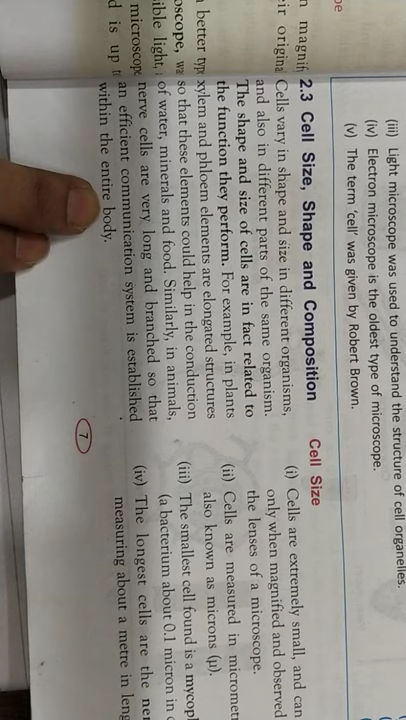 (iii) Light microscope was used to understand the structure of cell organelles.
(iv) Electron microscope is the oldest type of microscope.
(v) The term 'cell' was given by Robert Brown.
2.3 Cell Size, Shape and Composition
Cells vary in shape and size in different organisms,
and also in different parts of the same organism.
The shape and size of cells are in fact related to
the function they perform. For example, in plants
xylem and phloem elements are elongated structures
so that these elements could help in the conduction
of water, minerals and food. Similarly, in animals,
nerve cells are very long and branched so that
an efficient communication system is established
within the entire body.
Cell Size
(i) Cells are extremely small, and can
only when magnified and observed
the lenses of a microscope.
(ii) Cells are measured in
also known as microns (μ).
(iii) The smallest cell found is a
(a bacterium about 0.1 micron in
(iv) The longest cells are the
measuring about a metre in
7
better
light,
microscope
is up